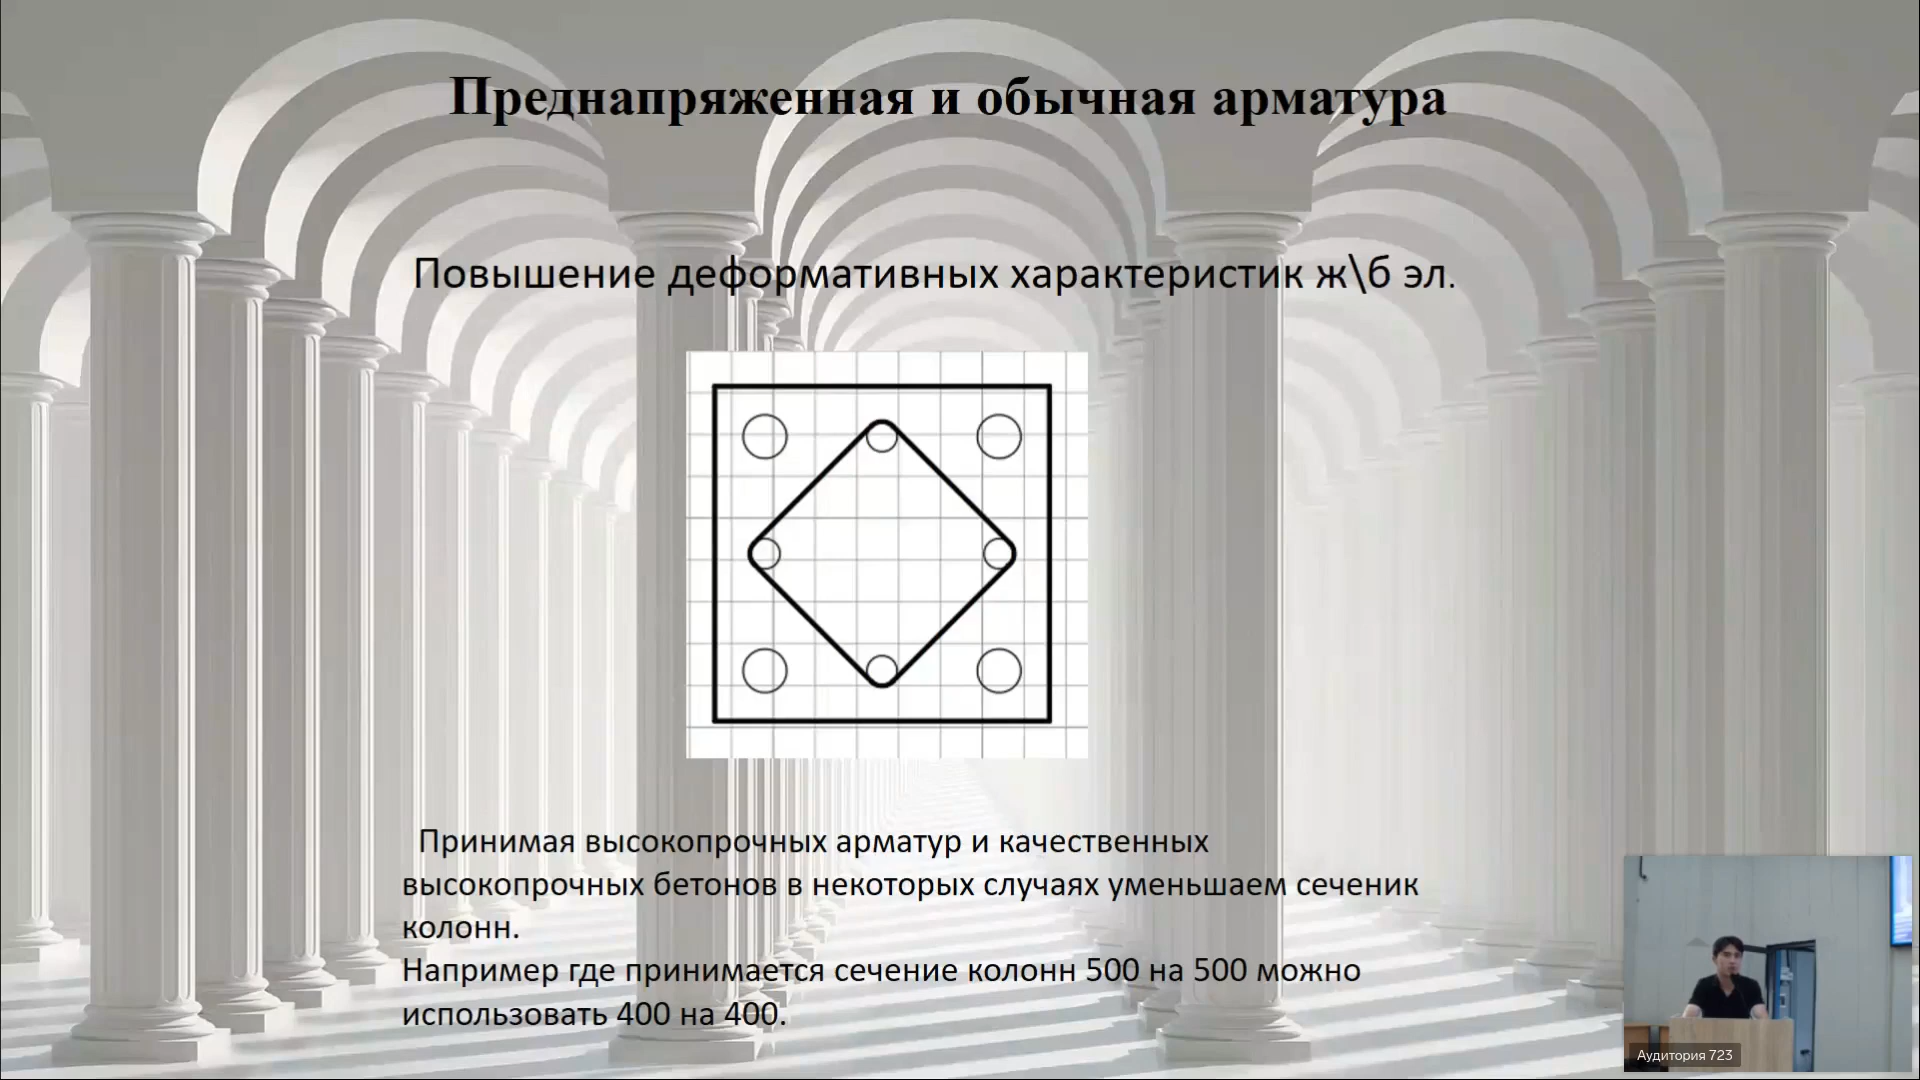 Преднапряженная и обычная арматура
Повышение деформативных характеристик ж\б эл.
Принимая высокопрочных арматур и качественных
высокопрочных бетонов в некоторых случаях уменьшаем сеченик
колонн.
Например где принимается сечение колонн 500 на 500 можно
использовать 400 на 400.
Аудитория 723